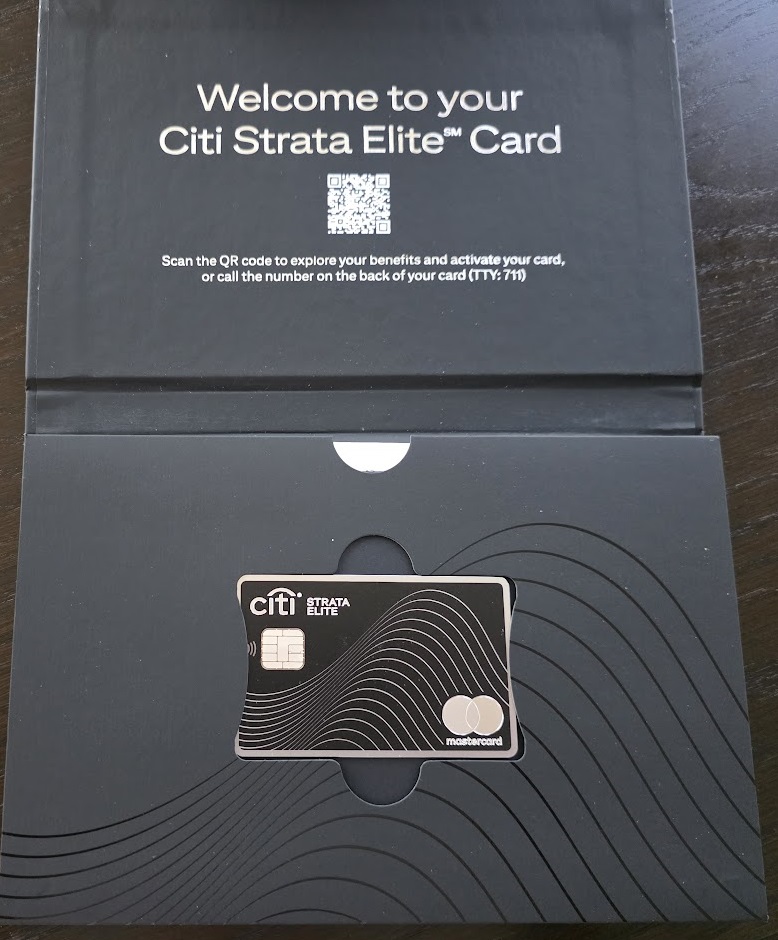 Welcome to your
Citi Strata Elite℠ Card
Scan the QR code to explore your benefits and activate your card,
or call the number on the back of your card (TTY: 711)
citi STRATA
ELITE
mastercard